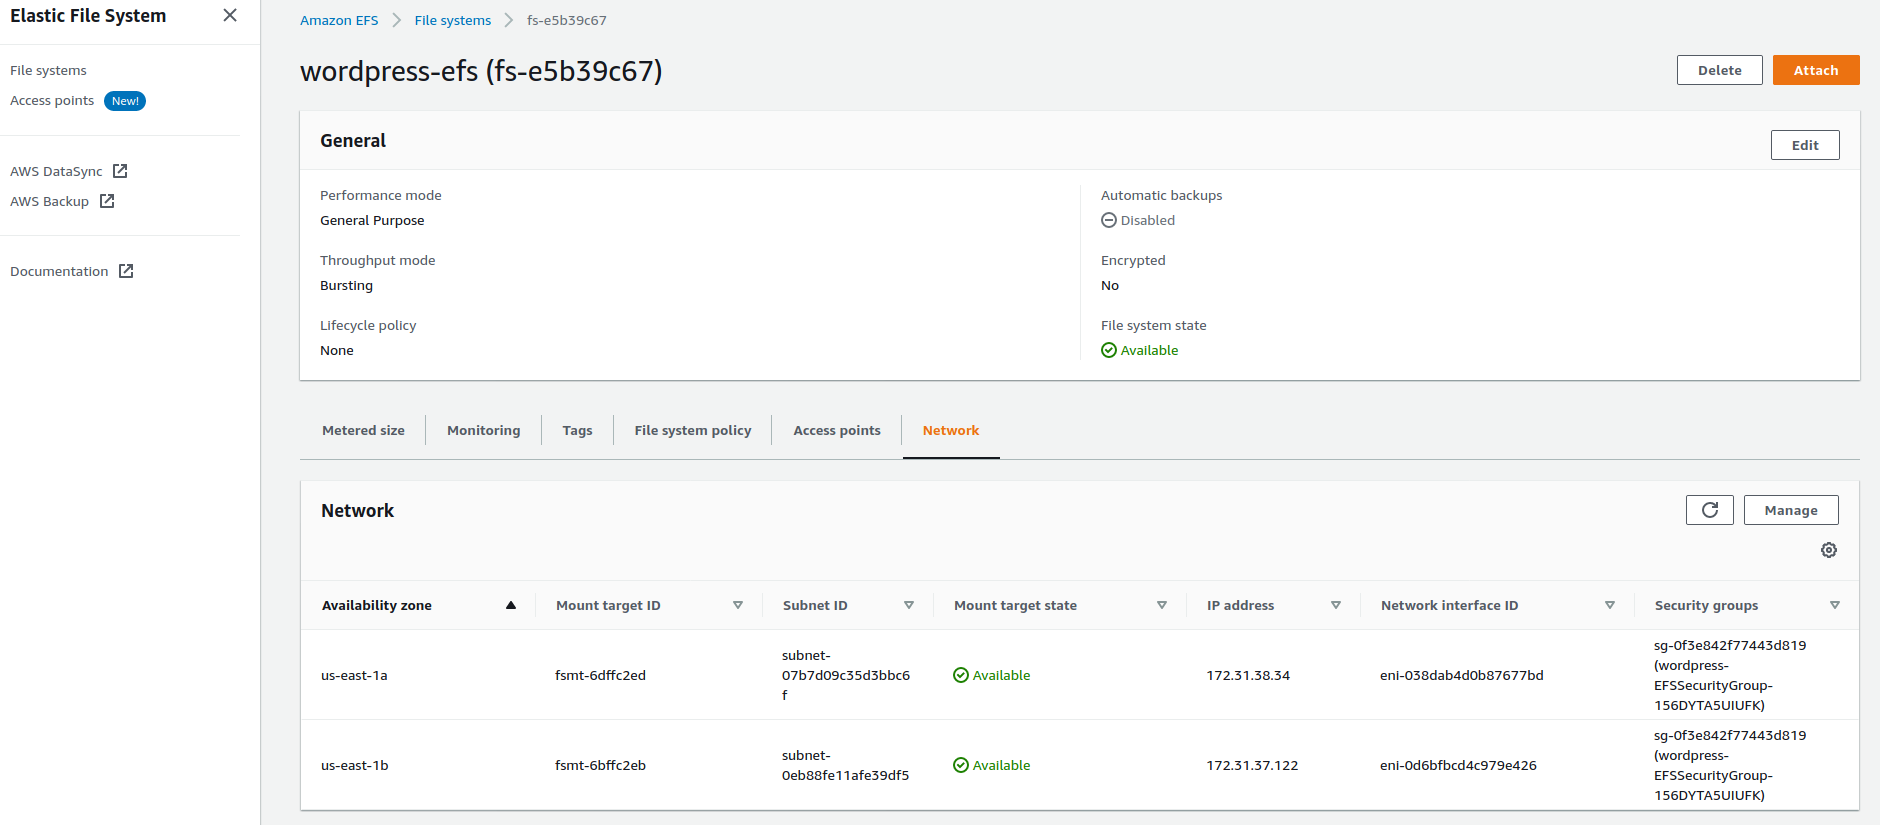 Elastic File System
File systems
Access points New!
AWS DataSync
AWS Backup
Documentation
Amazon EFS File systems fs-e5b39c67
wordpress-efs (fs-e5b39c67)
Delete Attach
General
Edit
Performance mode
General Purpose
Throughput mode
Bursting
Lifecycle policy
None
Automatic backups
Disabled
Encrypted
No
File system state
Available
Metered size Monitoring Tags File system policy Access points Network
Network
Manage
Availability zone Mount target ID Subnet ID Mount target state IP address Network interface ID Security groups
us-east-1a
fsmt-6dffc2ed
subnet-
07b7d09c35d3bbc6
f
Available
172.31.38.34
eni-038dab4d0b87677bd
sg-0f3e842f77443d819
(wordpress-
EFSSecurityGroup-
156DYTA5UIUFK)
us-east-1b
fsmt-6bffc2eb
subnet-
0eb88fe11afe39df5
Available
172.31.37.122
eni-0d6bfbcd4c979e426
sg-0f3e842f77443d819
(wordpress-
EFSSecurityGroup-
156DYTA5UIUFK)